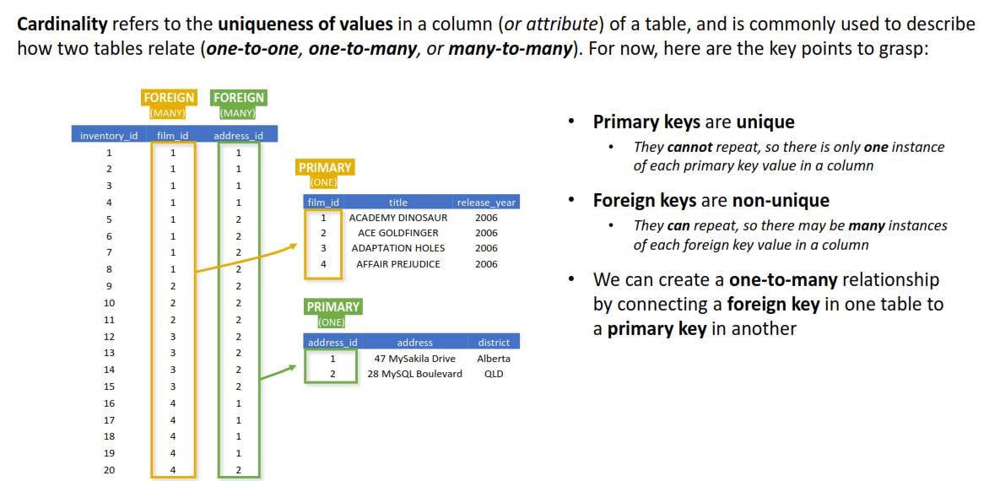 Cardinality refers to the uniqueness of values in a column (or attribute) of a table, and is commonly used to describe
how two tables relate (one-to-one, one-to-many, or many-to-many). For now, here are the key points to grasp:
FOREIGN FOREIGN
(MANY) (MANY)
inventory_id film_id address_id
1 1 1
2 1 1
3 1 1
4 1 1
5 1 2
6 1 2
7 1 2
8 1 2
9 2 2
10 2 2
11 2 2
12 3 2
13 3 2
14 3 2
15 3 2
16 4 1
17 4 1
18 4 1
19 4 1
20 4 2
PRIMARY
(ONE)
film_id title release_year
1 ACADEMY DINOSAUR 2006
2 ACE GOLDFINGER 2006
3 ADAPTATION HOLES 2006
4 AFFAIR PREJUDICE 2006
PRIMARY
(ONE)
address_id address district
1 47 MySakila Drive Alberta
2 28 MySQL Boulevard QLD
• Primary keys are unique
• They cannot repeat, so there is only one instance
of each primary key value in a column
• Foreign keys are non-unique
• They can repeat, so there may be many instances
of each foreign key value in a column
• We can create a one-to-many relationship
by connecting a foreign key in one table to
a primary key in another